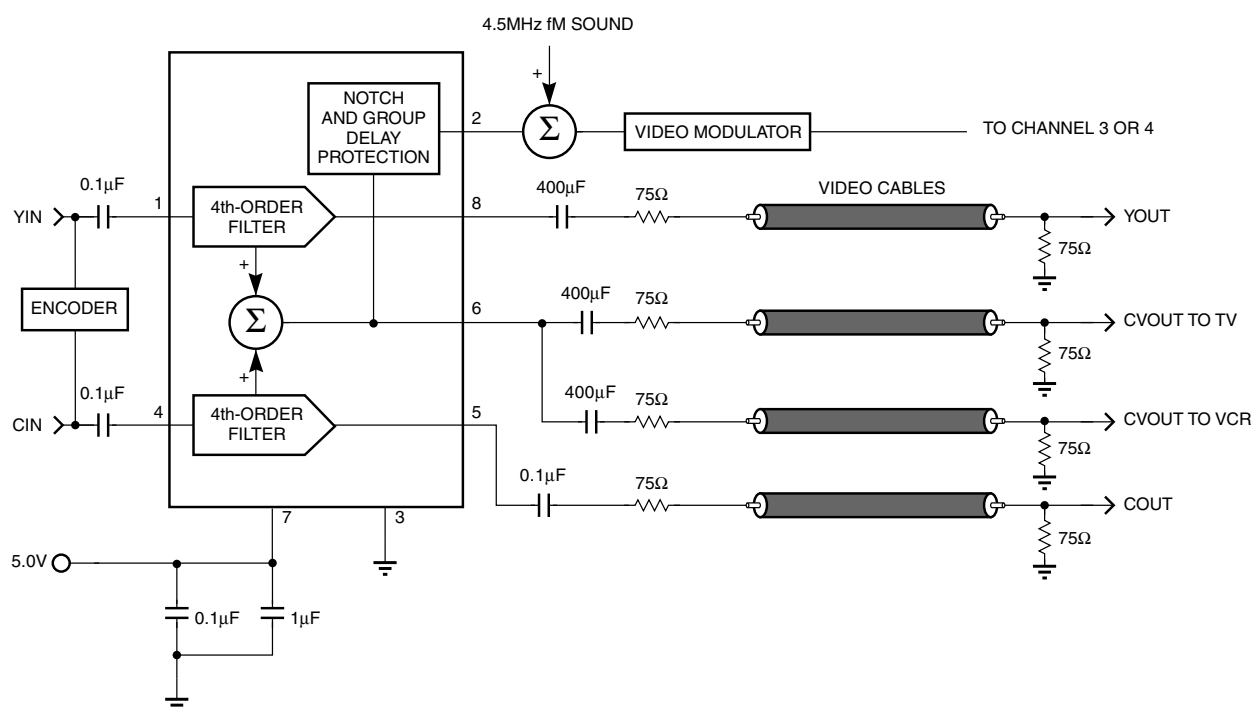 4.5MHz fM SOUND
+
NOTCH
AND GROUP
DELAY
PROTECTION
2
Σ
VIDEO MODULATOR
TO CHANNEL 3 OR 4
0.1µF
YIN
1
4th-ORDER
FILTER
8
400µF
75Ω
VIDEO CABLES
YOUT
75Ω
+
ENCODER
Σ
6
400µF
75Ω
CVOUT TO TV
75Ω
+
0.1µF
CIN
4
4th-ORDER
FILTER
5
400µF
75Ω
CVOUT TO VCR
75Ω
0.1µF
75Ω
COUT
75Ω
7
3
5.0V
0.1µF
1µF